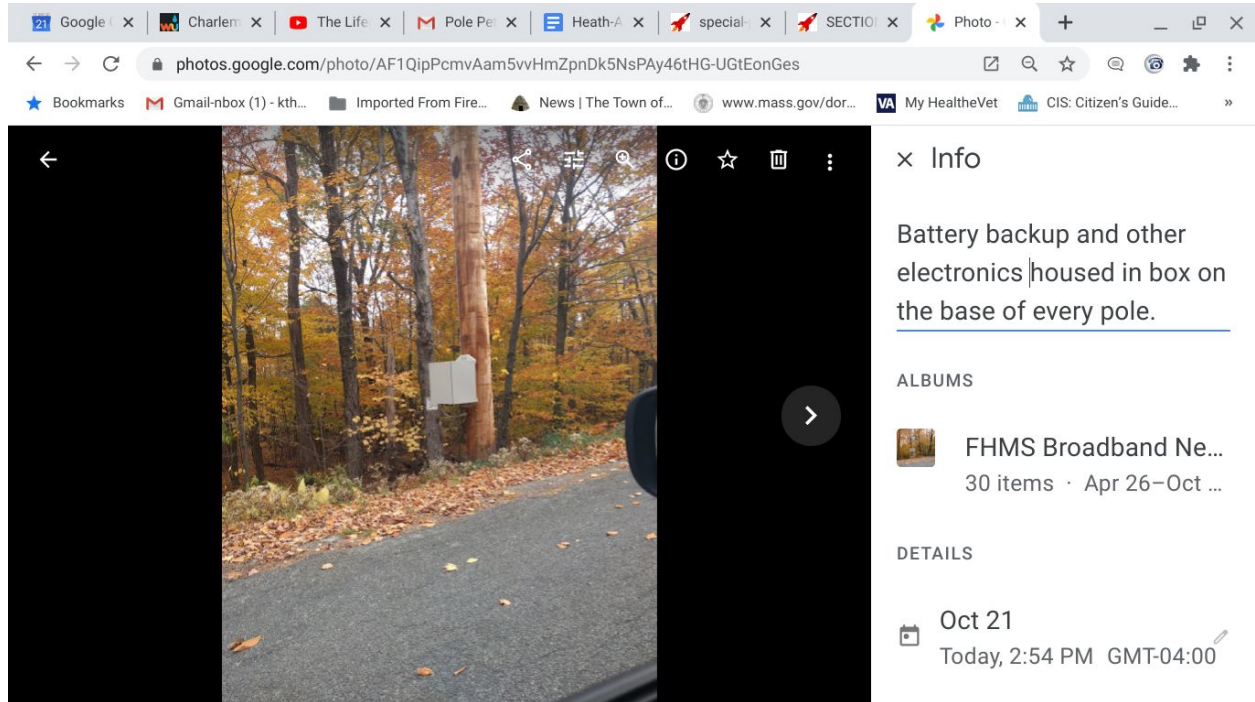 21 Google C
Charlem
The Life
Pole Pe
Heath-A
special-
SECTIO
Photo -
photos.google.com/photo/AF1QipPcmvAam5vvHmZpnDk5NsPAy46tHG-UGtEonGes
Bookmarks
Gmail-nbox (1) - kth...
Imported From Fire...
News | The Town of...
www.mass.gov/dor...
VA My HealtheVet
CIS: Citizen's Guide...
»
Info
Battery backup and other
electronics housed in box on
the base of every pole.
ALBUMS
FHMS Broadband Ne...
30 items · Apr 26–Oct ...
DETAILS
Oct 21
Today, 2:54 PM GMT-04:00